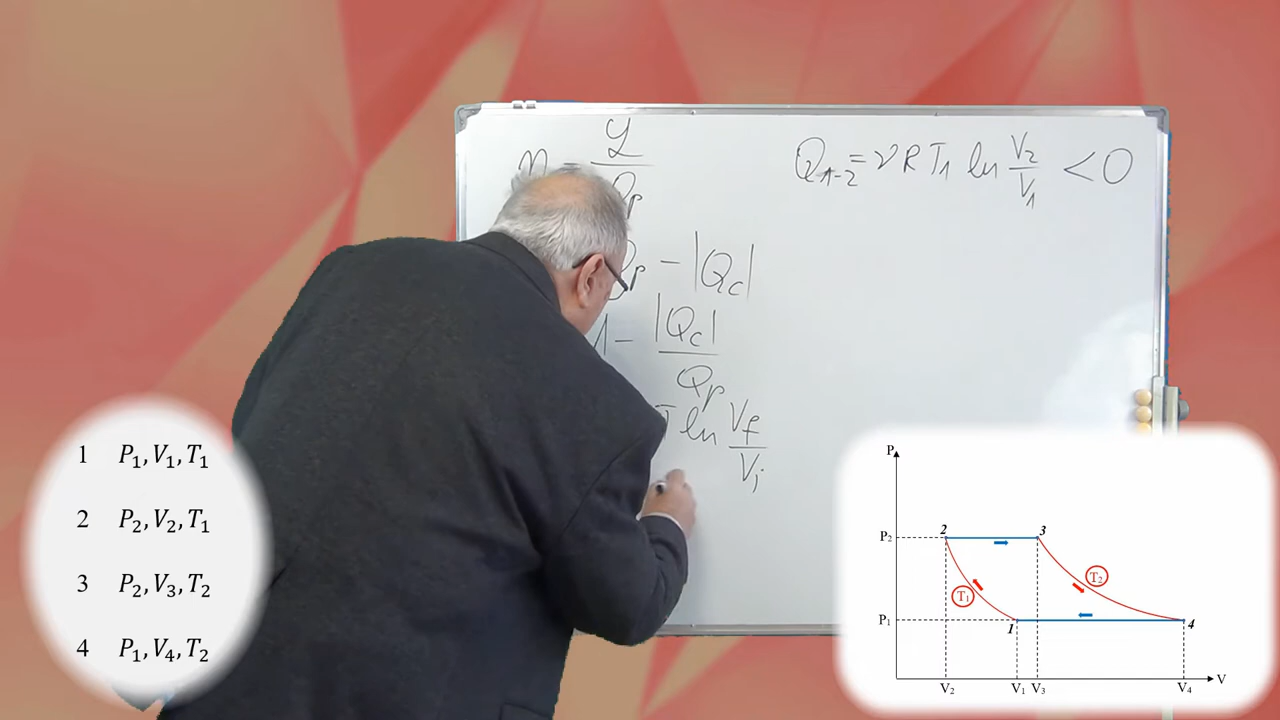 η = L
Qp
Qp − |Qc|
1 − |Qc|
Qp
T ln Vf
Vi
Q₁₋₂ = νRT₁ ln V₂/V₁ < 0
1 P₁, V₁, T₁
2 P₂, V₂, T₁
3 P₂, V₃, T₂
4 P₁, V₄, T₂
P
P₂ 2 3
T₁ T₂
P₁ 1 4
V₂ V₁ V₃ V₄ V